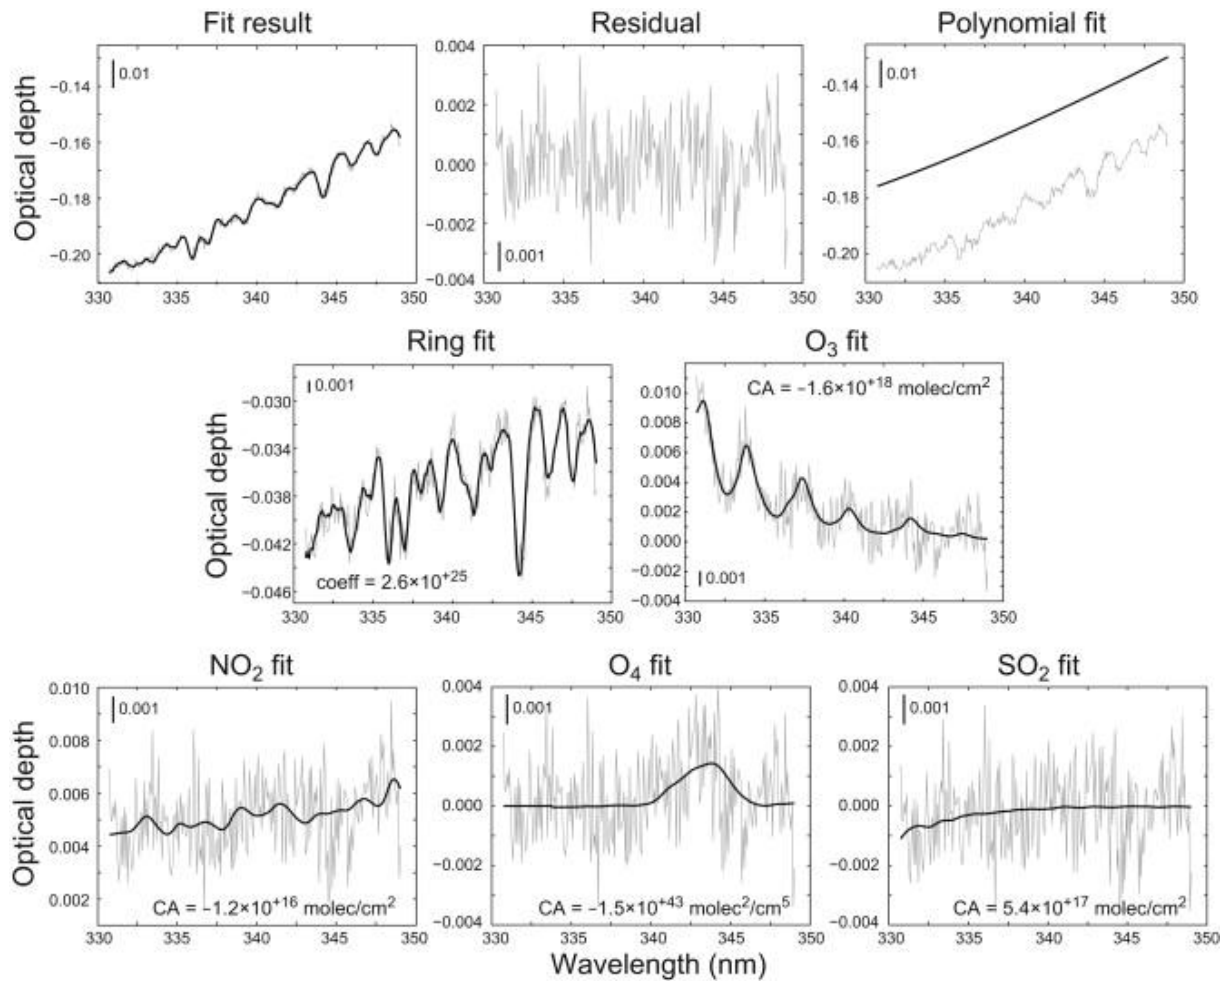 Fit result
Residual
Polynomial fit
Optical depth
0.01
−0.14
−0.16
−0.18
−0.20
330 335 340 345 350
0.004
0.002
0.000
−0.002
−0.004
0.001
330 335 340 345 350
0.01
-0.14
-0.16
-0.18
-0.20
330 335 340 345 350
Ring fit
O₃ fit
Optical depth
0.001
−0.030
−0.034
−0.038
−0.042
−0.046
coeff = 2.6×10⁺²⁵
330 335 340 345 350
0.010
0.008
0.006
0.004
0.002
0.000
−0.002
−0.004
CA = −1.6×10⁺¹⁸ molec/cm²
0.001
330 335 340 345 350
NO₂ fit
O₄ fit
SO₂ fit
Optical depth
0.010
0.008
0.006
0.004
0.002
0.001
CA = −1.2×10⁺¹⁶ molec/cm²
330 335 340 345 350
0.004
0.002
0.000
−0.002
−0.004
0.001
CA = −1.5×10⁺⁴³ molec²/cm⁵
330 335 340 345 350
0.004
0.002
0.000
−0.002
−0.004
0.001
CA = 5.4×10⁺¹⁷ molec/cm²
330 335 340 345 350
Wavelength (nm)